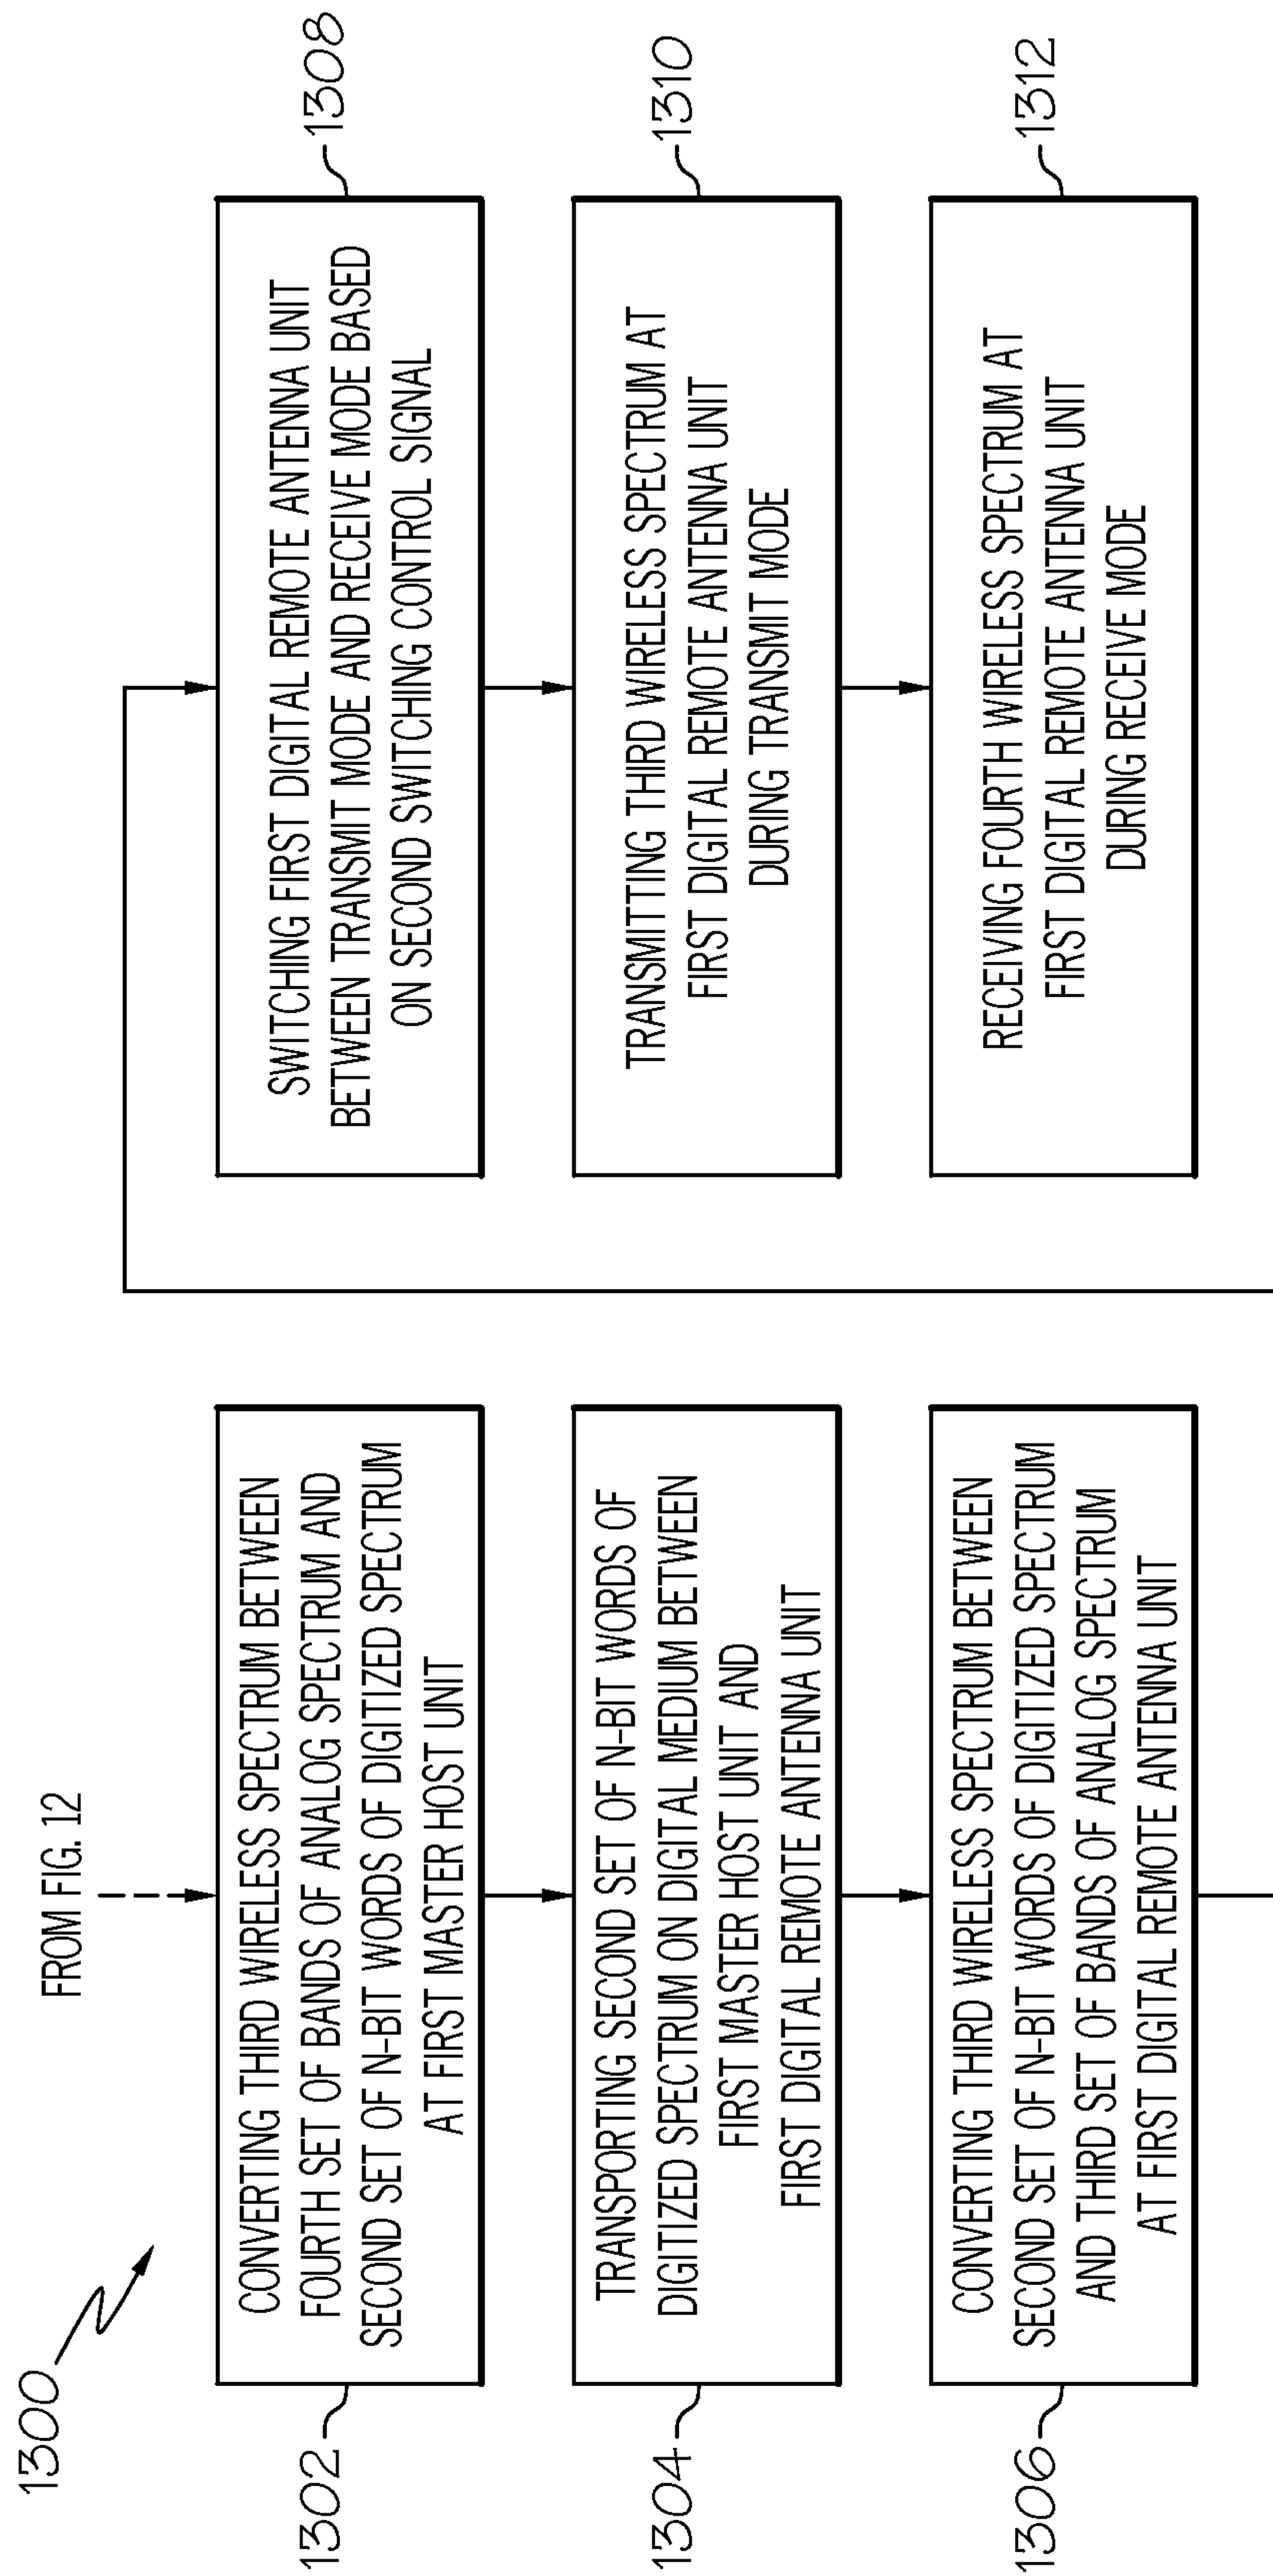 1300
FROM FIG. 12
1302
CONVERTING THIRD WIRELESS SPECTRUM BETWEEN
FOURTH SET OF BANDS OF ANALOG SPECTRUM AND
SECOND SET OF N-BIT WORDS OF DIGITIZED SPECTRUM
AT FIRST MASTER HOST UNIT
1304
TRANSPORTING SECOND SET OF N-BIT WORDS OF
DIGITIZED SPECTRUM ON DIGITAL MEDIUM BETWEEN
FIRST MASTER HOST UNIT AND
FIRST DIGITAL REMOTE ANTENNA UNIT
1306
CONVERTING THIRD WIRELESS SPECTRUM BETWEEN
SECOND SET OF N-BIT WORDS OF DIGITIZED SPECTRUM
AND THIRD SET OF BANDS OF ANALOG SPECTRUM
AT FIRST DIGITAL REMOTE ANTENNA UNIT
1308
SWITCHING FIRST DIGITAL REMOTE ANTENNA UNIT
BETWEEN TRANSMIT MODE AND RECEIVE MODE BASED
ON SECOND SWITCHING CONTROL SIGNAL
1310
TRANSMITTING THIRD WIRELESS SPECTRUM AT
FIRST DIGITAL REMOTE ANTENNA UNIT
DURING TRANSMIT MODE
1312
RECEIVING FOURTH WIRELESS SPECTRUM AT
FIRST DIGITAL REMOTE ANTENNA UNIT
DURING RECEIVE MODE